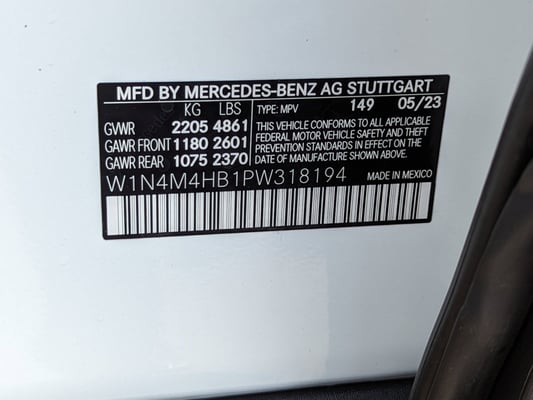 MFD BY MERCEDES-BENZ AG STUTTGART
KG LBS TYPE: MPV 149 05/23
GVWR 2205 4861
GAWR FRONT 1180 2601
GAWR REAR 1075 2370
THIS VEHICLE CONFORMS TO ALL APPLICABLE
FEDERAL MOTOR VEHICLE SAFETY AND THEFT
PREVENTION STANDARDS IN EFFECT ON THE
DATE OF MANUFACTURE SHOWN ABOVE.
W1N4M4HB1PW318194 MADE IN MEXICO